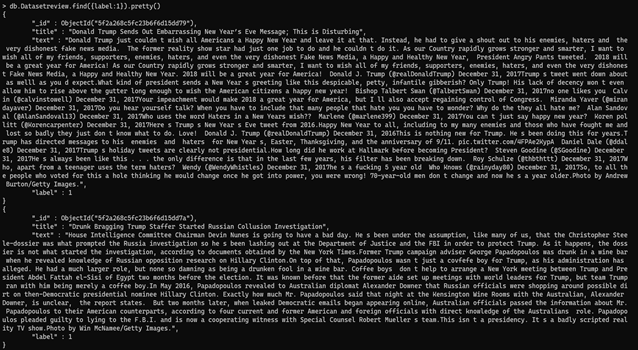 > db.Datasetreview.find({label:1}).pretty()
{
"_id" : ObjectId("5f2a268c5fc23b6f6d15dd79"),
"title" : "Donald Trump Sends Out Embarrassing New Year's Eve Message; This is Disturbing",
"text" : "Donald Trump just couldn t wish all Americans a Happy New Year and leave it at that. Instead, he had to give a shout out to his enemies, haters and the
very dishonest fake news media. The former reality show star had just one job to do and he couldn t do it. As our Country rapidly grows stronger and smarter, I want to
wish all of my friends, supporters, enemies, haters, and even the very dishonest Fake News Media, a Happy and Healthy New Year, President Angry Pants tweeted. 2018 will
be a great year for America! As our Country rapidly grows stronger and smarter, I want to wish all of my friends, supporters, enemies, haters, and even the very dishones
t Fake News Media, a Happy and Healthy New Year. 2018 will be a great year for America! Donald J. Trump (@realDonaldTrump) December 31, 2017Trump s tweet went down about
as welll as you d expect.What kind of president sends a New Year s greeting like this despicable, petty, infantile gibberish? Only Trump! His lack of decency won t even
allow him to rise above the gutter long enough to wish the American citizens a happy new year! Bishop Talbert Swan (@TalbertSwan) December 31, 2017no one likes you Calv
in (@calvinstowell) December 31, 2017Your impeachment would make 2018 a great year for America, but I ll also accept regaining control of Congress. Miranda Yaver (@miran
dayaver) December 31, 2017Do you hear yourself talk? When you have to include that many people that hate you you have to wonder? Why do the they all hate me? Alan Sandov
al (@AlanSandoval13) December 31, 2017Who uses the word Haters in a New Years wish?? Marlene (@marlene399) December 31, 2017You can t just say happy new year? Koren pol
litt (@Korencarpenter) December 31, 2017Here s Trump s New Year s Eve tweet from 2016.Happy New Year to all, including to my many enemies and those who have fought me and
lost so badly they just don t know what to do. Love! Donald J. Trump (@realDonaldTrump) December 31, 2016This is nothing new for Trump. He s been doing this for years.T
rump has directed messages to his enemies and haters for New Year s, Easter, Thanksgiving, and the anniversary of 9/11. pic.twitter.com/4FPAe2KypA Daniel Dale (@ddal
e8) December 31, 2017Trump s holiday tweets are clearly not presidential.How long did he work at Hallmark before becoming President? Steven Goodine (@SGoodine) December
31, 2017He s always been like this . . . the only difference is that in the last few years, his filter has been breaking down. Roy Schulze (@thbthttt) December 31, 2017W
ho, apart from a teenager uses the term haters? Wendy (@WendyWhistles) December 31, 2017he s a fucking 5 year old Who Knows (@rainyday80) December 31, 2017So, to all th
e people who voted for this a hole thinking he would change once he got into power, you were wrong! 70-year-old men don t change and now he s a year older.Photo by Andrew
Burton/Getty Images.",
"label" : 1
}
{
"_id" : ObjectId("5f2a268c5fc23b6f6d15dd7a"),
"title" : "Drunk Bragging Trump Staffer Started Russian Collusion Investigation",
"text" : "House Intelligence Committee Chairman Devin Nunes is going to have a bad day. He s been under the assumption, like many of us, that the Christopher Stee
le-dossier was what prompted the Russia investigation so he s been lashing out at the Department of Justice and the FBI in order to protect Trump. As it happens, the dos
ier is not what started the investigation, according to documents obtained by the New York Times.Former Trump campaign adviser George Papadopoulos was drunk in a wine bar
when he revealed knowledge of Russian opposition research on Hillary Clinton.On top of that, Papadopoulos wasn t just a covfefe boy for Trump, as his administration has
alleged. He had a much larger role, but none so damning as being a drunken fool in a wine bar. Coffee boys don t help to arrange a New York meeting between Trump and Pre
sident Abdel Fattah el-Sisi of Egypt two months before the election. It was known before that the former aide set up meetings with world leaders for Trump, but team Trump
ran with him being merely a coffee boy.In May 2016, Papadopoulos revealed to Australian diplomat Alexander Downer that Russian officials were shopping around possible di
rt on then-Democratic presidential nominee Hillary Clinton. Exactly how much Mr. Papadopoulos said that night at the Kensington Wine Rooms with the Australian, Alexander
Downer, is unclear, the report states. But two months later, when leaked Democratic emails began appearing online, Australian officials passed the information about Mr.
Papadopoulos to their American counterparts, according to four current and former American and foreign officials with direct knowledge of the Australians role. Papadopou
los pleaded guilty to lying to the F.B.I. and is now a cooperating witness with Special Counsel Robert Mueller s team.This isn t a presidency. It s a badly scripted real
ity TV show.Photo by Win McNamee/Getty Images.",
"label" : 1
}